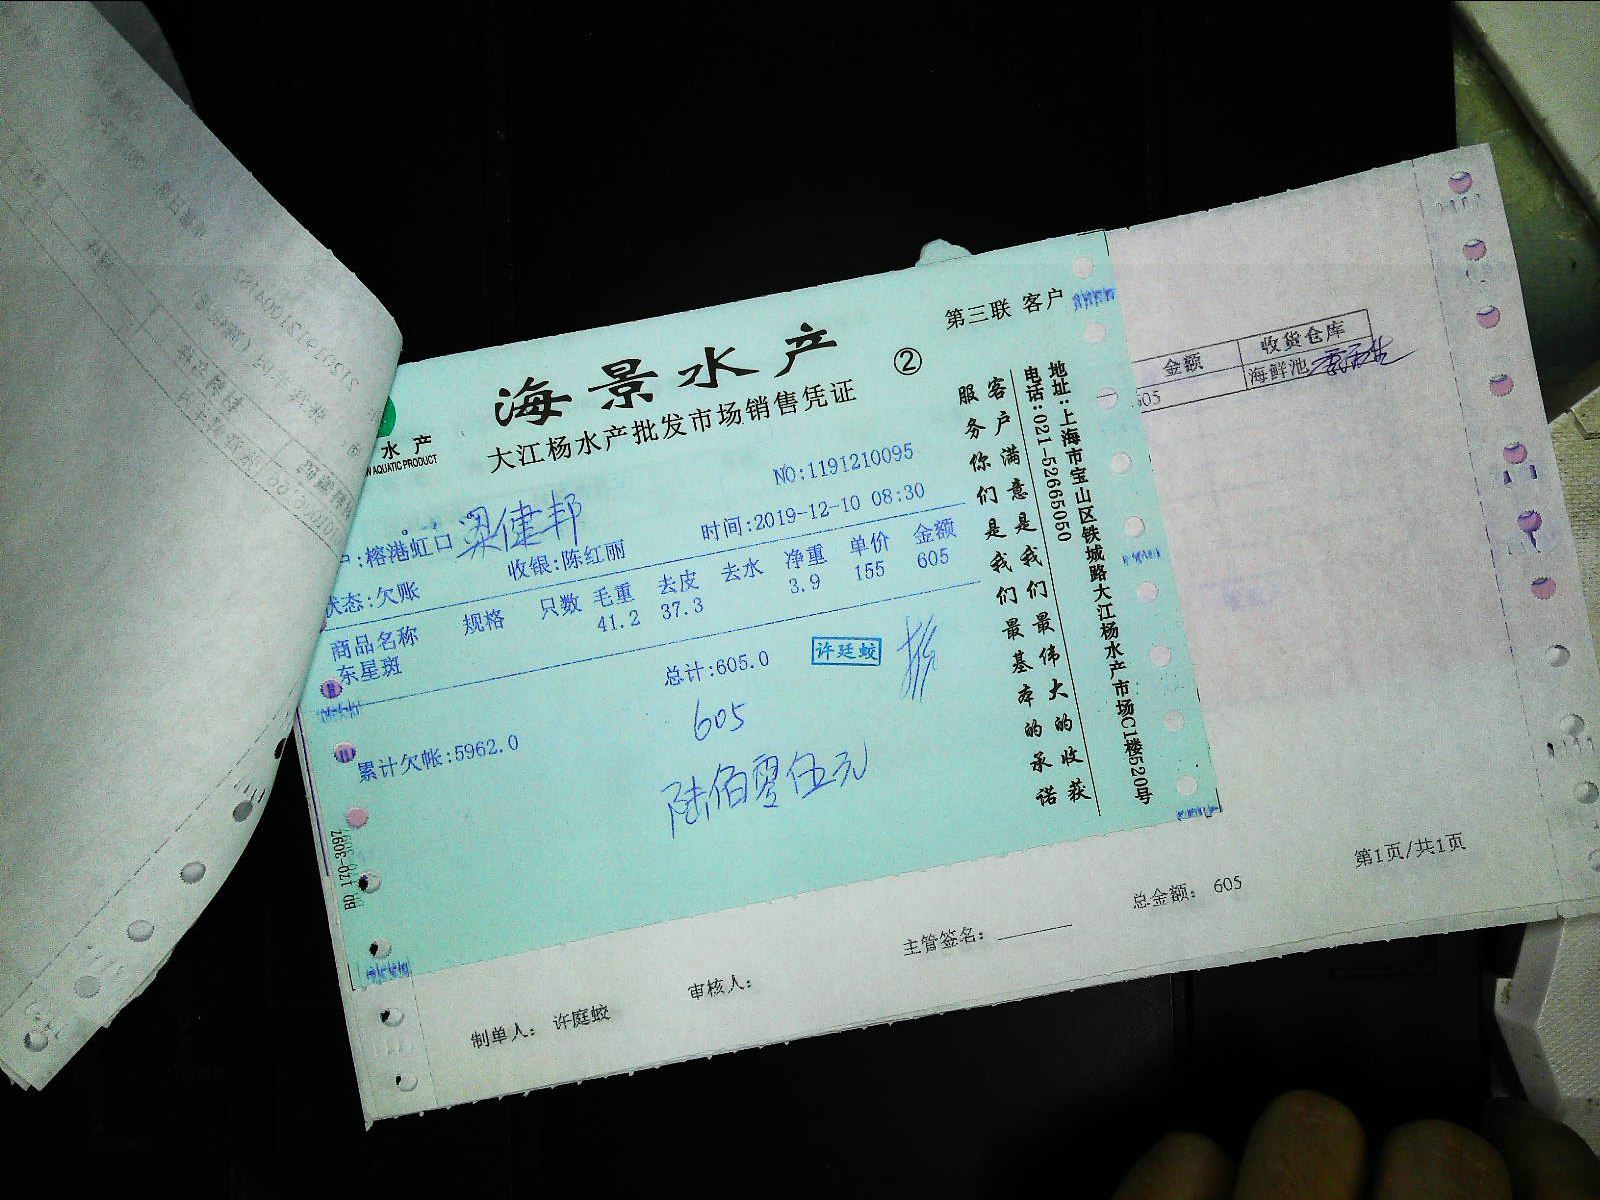 第三联 客户
海景水产
②
大江杨水产批发市场销售凭证
水产
AQUATIC PRODUCT
NO:1191210095
:榕港虹口 梁健邦
时间:2019-12-10 08:30
状态:欠账
收银:陈红丽
商品名称 规格 只数 毛重 去皮 去水 净重 单价 金额
东星斑 41.2 37.3 3.9 155 605
总计:605.0
许廷蛟
605
累计欠帐:5962.0
陆佰零伍元
客户满意是我们最伟大的收获
服务你们是我们最基本的承诺
地址:上海市宝山区铁城路大江杨水产市场C1楼520号
电话:021-52665050
金额 收货仓库
605 海鲜池
第1页/共1页
总金额: 605
主管签名:
审核人:
制单人: 许庭蛟